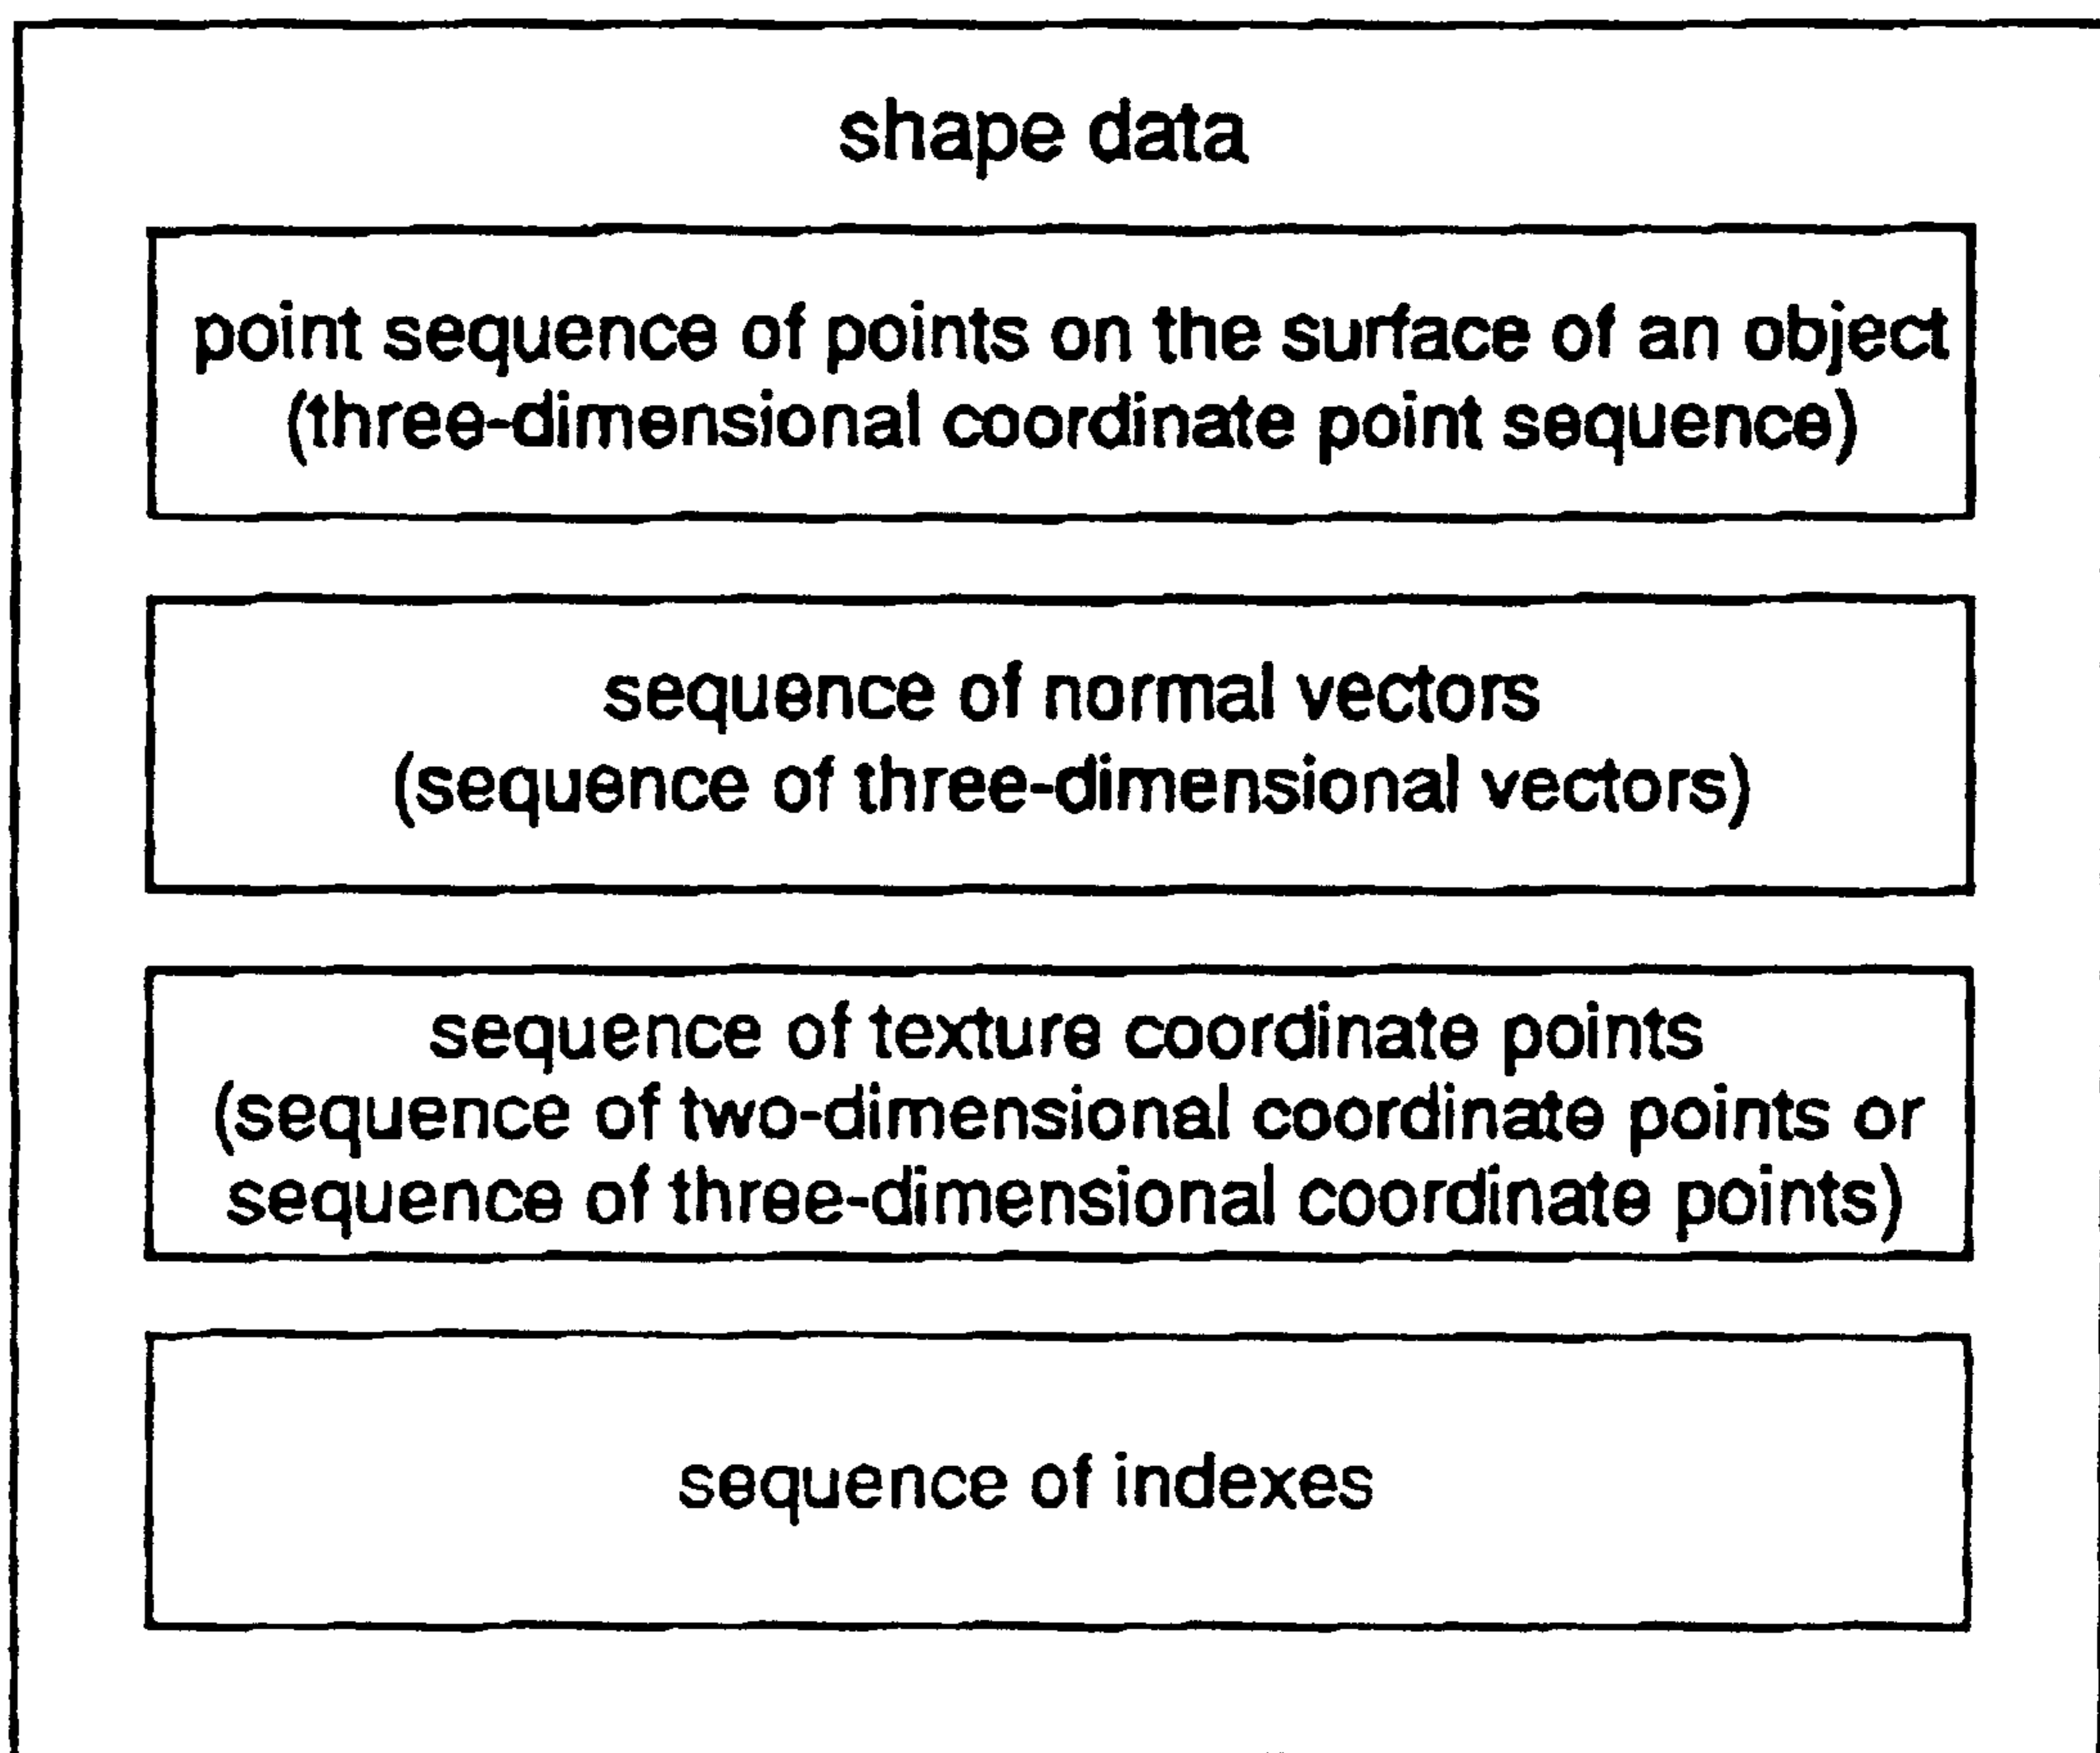 shape data
point sequence of points on the surface of an object
(three-dimensional coordinate point sequence)
sequence of normal vectors
(sequence of three-dimensional vectors)
sequence of texture coordinate points
(sequence of two-dimensional coordinate points or
sequence of three-dimensional coordinate points)
sequence of indexes